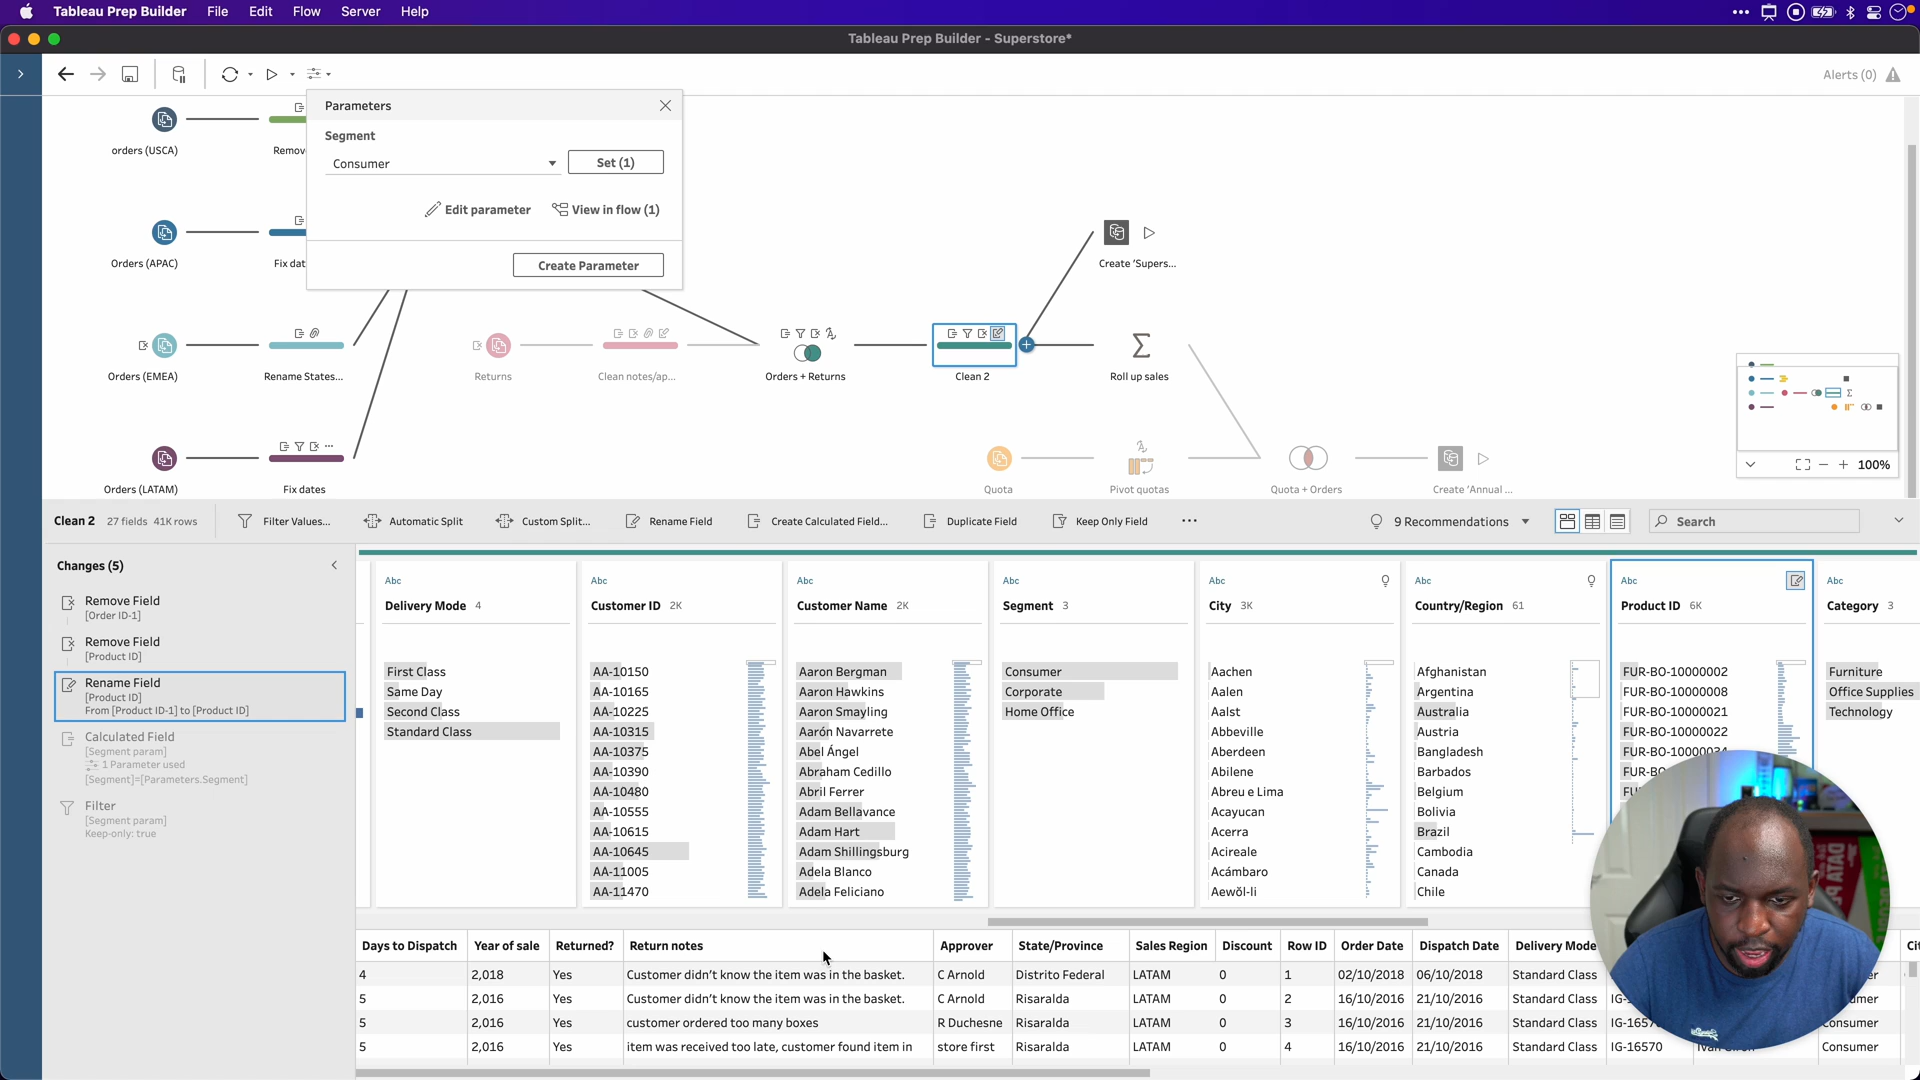 Tableau Prep Builder File Edit Flow Server Help
Tableau Prep Builder - Superstore*
Alerts (0)
Parameters
Segment
Consumer
Set (1)
Edit parameter
View in flow (1)
Create Parameter
orders (USCA)
Remov
Orders (APAC)
Fix dat
Create 'Supers...
Orders (EMEA)
Rename States...
Returns
Clean notes/ap...
Orders + Returns
Clean 2
Roll up sales
Orders (LATAM)
Fix dates
Quota
Pivot quotas
Quota + Orders
Create 'Annual ...
100%
Clean 2 27 fields 41K rows
Filter Values...
Automatic Split
Custom Split...
Rename Field
Create Calculated Field...
Duplicate Field
Keep Only Field
9 Recommendations
Search
Changes (5)
Remove Field
[Order ID-1]
Remove Field
[Product ID]
Rename Field
[Product ID]
From [Product ID-1] to [Product ID]
Calculated Field
[Segment param]
1 Parameter used
[Segment]=[Parameters.Segment]
Filter
[Segment param]
Keep-only: true
Abc
Delivery Mode 4
First Class
Same Day
Second Class
Standard Class
Abc
Customer ID 2K
AA-10150
AA-10165
AA-10225
AA-10315
AA-10375
AA-10390
AA-10480
AA-10555
AA-10615
AA-10645
AA-11005
AA-11470
Abc
Customer Name 2K
Aaron Bergman
Aaron Hawkins
Aaron Smayling
Aarón Navarrete
Abel Ángel
Abraham Cedillo
Abril Ferrer
Adam Bellavance
Adam Hart
Adam Shillingsburg
Adela Blanco
Adela Feliciano
Abc
Segment 3
Consumer
Corporate
Home Office
Abc
City 3K
Aachen
Aalen
Aalst
Abbeville
Aberdeen
Abilene
Abreu e Lima
Acayucan
Acerra
Acireale
Acámbaro
Aewŏl-li
Abc
Country/Region 61
Afghanistan
Argentina
Australia
Austria
Bangladesh
Barbados
Belgium
Bolivia
Brazil
Cambodia
Canada
Chile
Abc
Product ID 6K
FUR-BO-10000002
FUR-BO-10000008
FUR-BO-10000021
FUR-BO-10000022
FUR-BO-10000034
Abc
Category 3
Furniture
Office Supplies
Technology
Days to Dispatch Year of sale Returned? Return notes Approver State/Province Sales Region Discount Row ID Order Date Dispatch Date Delivery Mode
4 2,018 Yes Customer didn't know the item was in the basket. C Arnold Distrito Federal LATAM 0 1 02/10/2018 06/10/2018 Standard Class
5 2,016 Yes Customer didn't know the item was in the basket. C Arnold Risaralda LATAM 0 2 16/10/2016 21/10/2016 Standard Class
5 2,016 Yes customer ordered too many boxes R Duchesne Risaralda LATAM 0 3 16/10/2016 21/10/2016 Standard Class IG-16570 Consumer
5 2,016 Yes item was received too late, customer found item in store first Risaralda LATAM 0 4 16/10/2016 21/10/2016 Standard Class IG-16570 Consumer